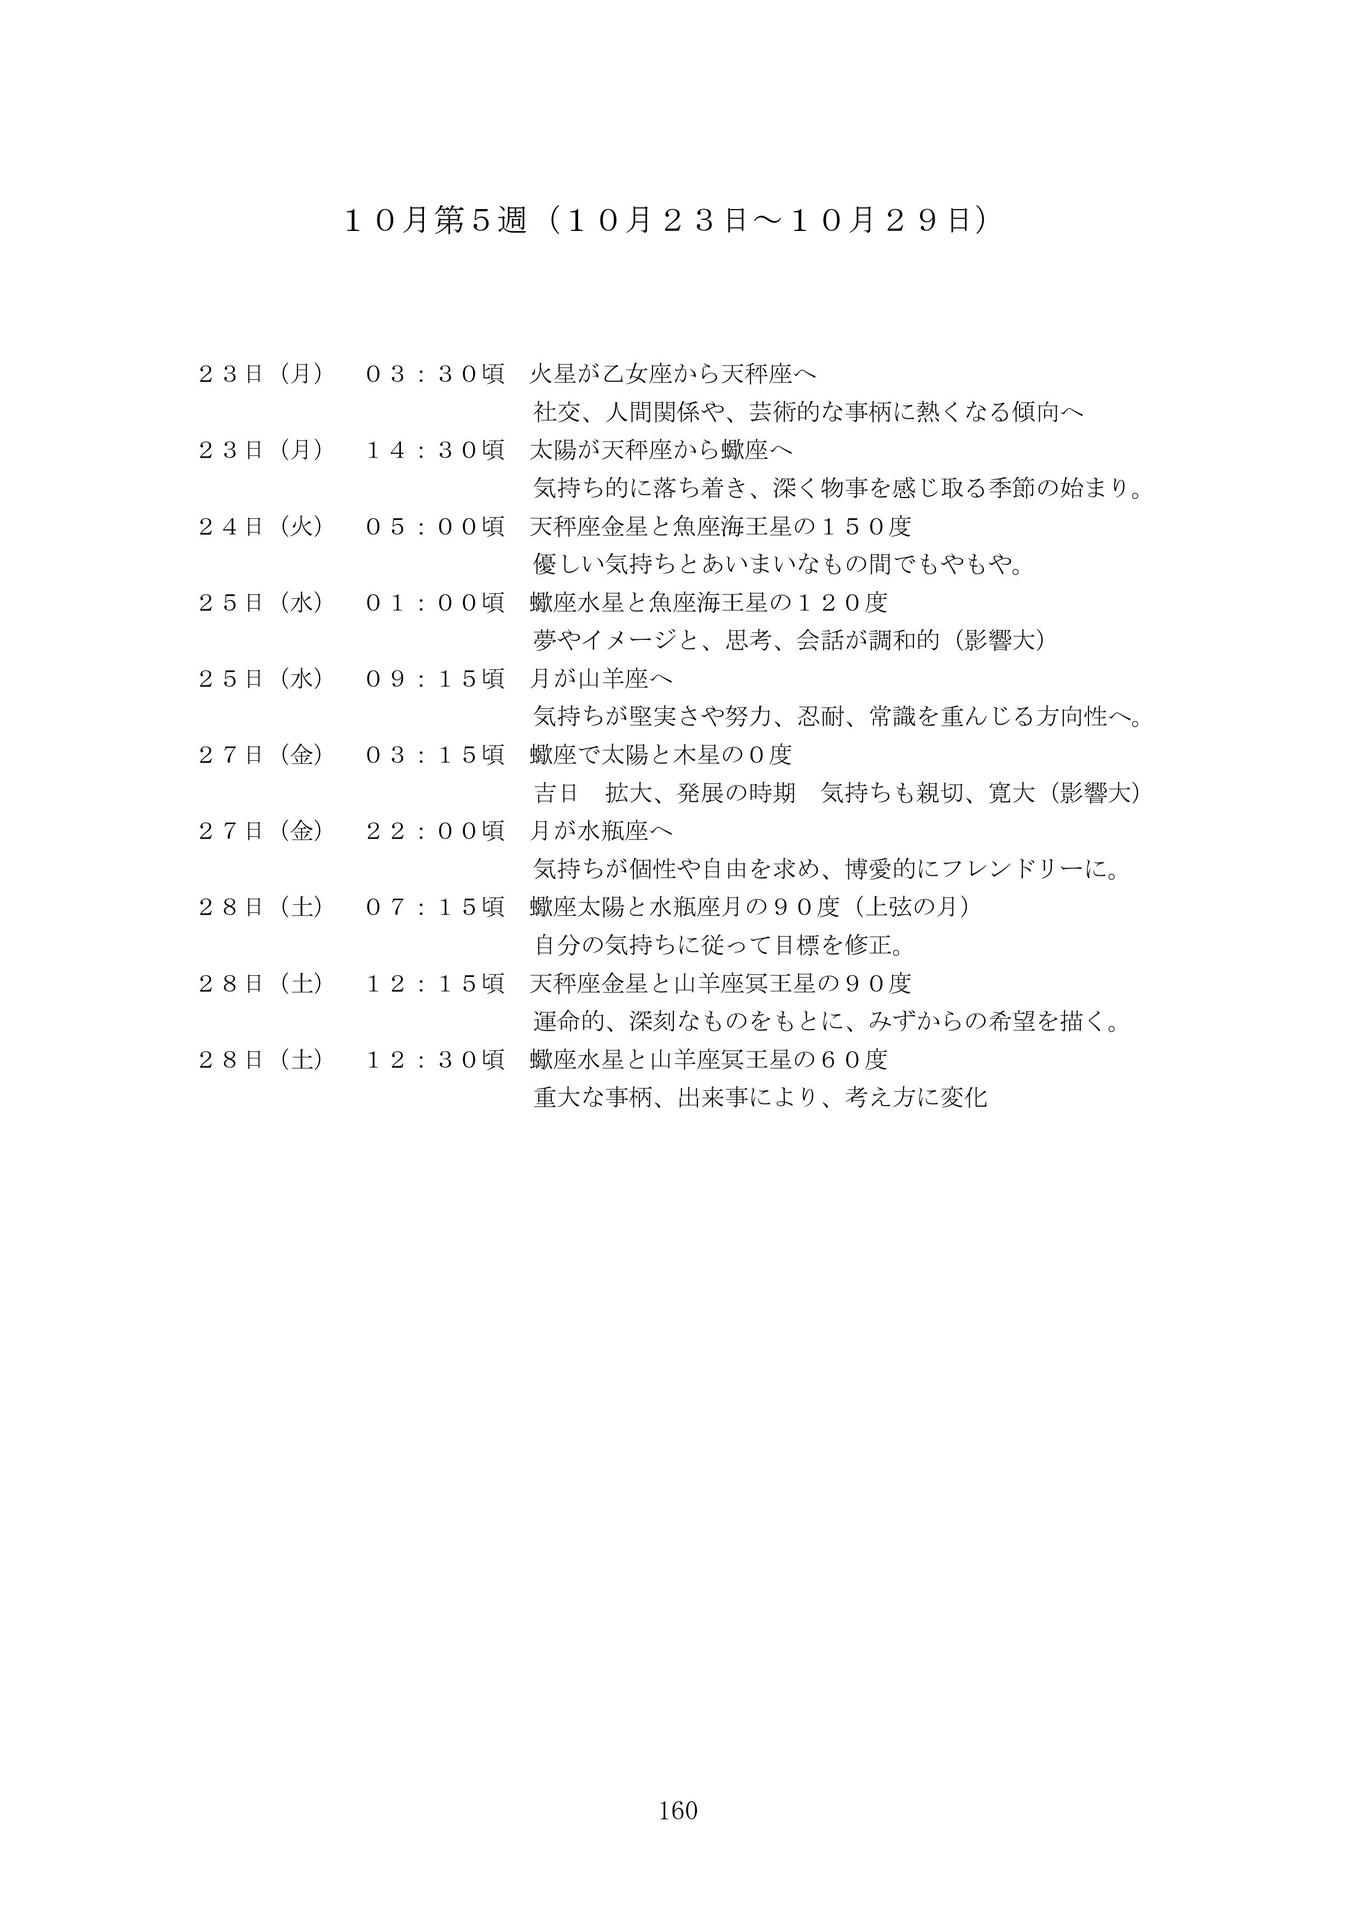 １０月第５週（１０月２３日～１０月２９日）
２３日（月）　０３：３０頃　火星が乙女座から天秤座へ
社交、人間関係や、芸術的な事柄に熱くなる傾向へ
２３日（月）　１４：３０頃　太陽が天秤座から蠍座へ
気持ち的に落ち着き、深く物事を感じ取る季節の始まり。
２４日（火）　０５：００頃　天秤座金星と魚座海王星の１５０度
優しい気持ちとあいまいなもの間でもやもや。
２５日（水）　０１：００頃　蠍座水星と魚座海王星の１２０度
夢やイメージと、思考、会話が調和的（影響大）
２５日（水）　０９：１５頃　月が山羊座へ
気持ちが堅実さや努力、忍耐、常識を重んじる方向性へ。
２７日（金）　０３：１５頃　蠍座で太陽と木星の０度
吉日　拡大、発展の時期　気持ちも親切、寛大（影響大）
２７日（金）　２２：００頃　月が水瓶座へ
気持ちが個性や自由を求め、博愛的にフレンドリーに。
２８日（土）　０７：１５頃　蠍座太陽と水瓶座月の９０度（上弦の月）
自分の気持ちに従って目標を修正。
２８日（土）　１２：１５頃　天秤座金星と山羊座冥王星の９０度
運命的、深刻なものをもとに、みずからの希望を描く。
２８日（土）　１２：３０頃　蠍座水星と山羊座冥王星の６０度
重大な事柄、出来事により、考え方に変化
160